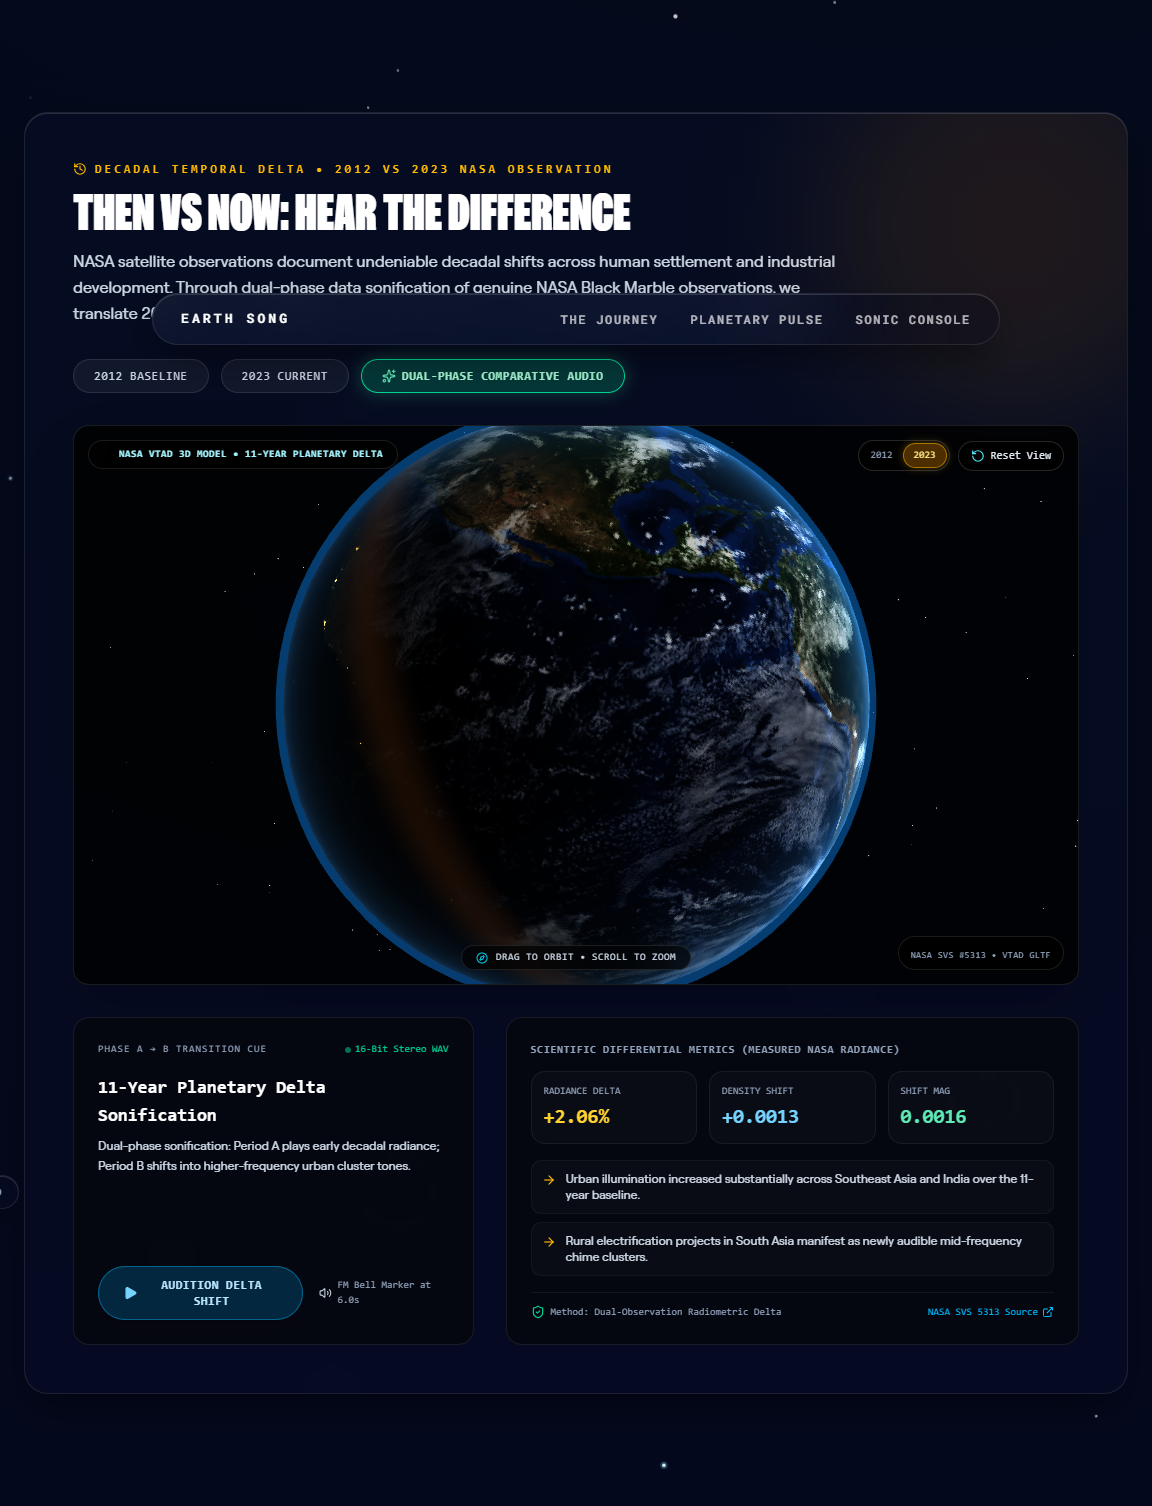 DECADAL TEMPORAL DELTA • 2012 VS 2023 NASA OBSERVATION
THEN VS NOW: HEAR THE DIFFERENCE
NASA satellite observations document undeniable decadal shifts across human settlement and industrial
development. Through dual-phase data sonification of genuine NASA Black Marble observations, we
translate
EARTH SONG
THE JOURNEY
PLANETARY PULSE
SONIC CONSOLE
2012 BASELINE
2023 CURRENT
DUAL-PHASE COMPARATIVE AUDIO
NASA VTAD 3D MODEL • 11-YEAR PLANETARY DELTA
2012
2023
Reset View
DRAG TO ORBIT • SCROLL TO ZOOM
NASA SVS #5313 • VTAD GLTF
PHASE A → B TRANSITION CUE
16-Bit Stereo WAV
11-Year Planetary Delta
Sonification
Dual-phase sonification: Period A plays early decadal radiance;
Period B shifts into higher-frequency urban cluster tones.
AUDITION DELTA
SHIFT
FM Bell Marker at
6.0s
SCIENTIFIC DIFFERENTIAL METRICS (MEASURED NASA RADIANCE)
RADIANCE DELTA
+2.06%
DENSITY SHIFT
+0.0013
SHIFT MAG
0.0016
Urban illumination increased substantially across Southeast Asia and India over the 11-
year baseline.
Rural electrification projects in South Asia manifest as newly audible mid-frequency
chime clusters.
Method: Dual-Observation Radiometric Delta
NASA SVS 5313 Source